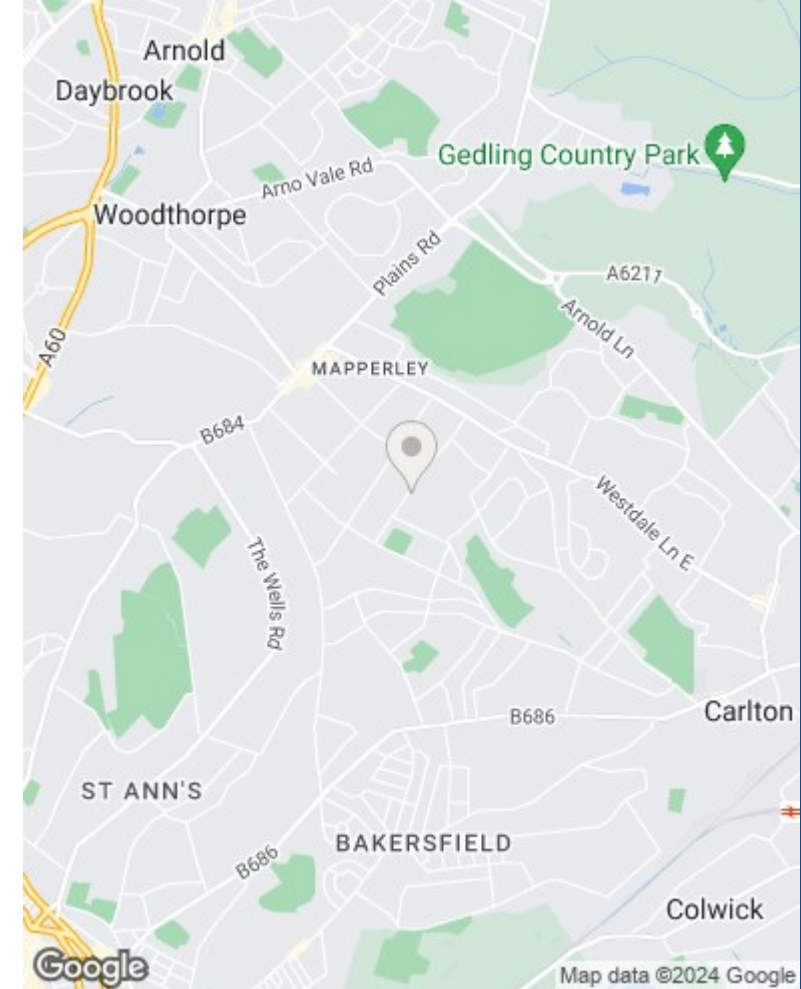 Arnold
Daybrook
Gedling Country Park
Arno Vale Rd
Woodthorpe
Plains Rd
A6211
Arnold Ln
A60
MAPPERLEY
B684
Westdale Ln E
The Wells Rd
B686
Carlton
ST ANN'S
BAKERSFIELD
B686
Colwick
Google
Map data ©2024 Google